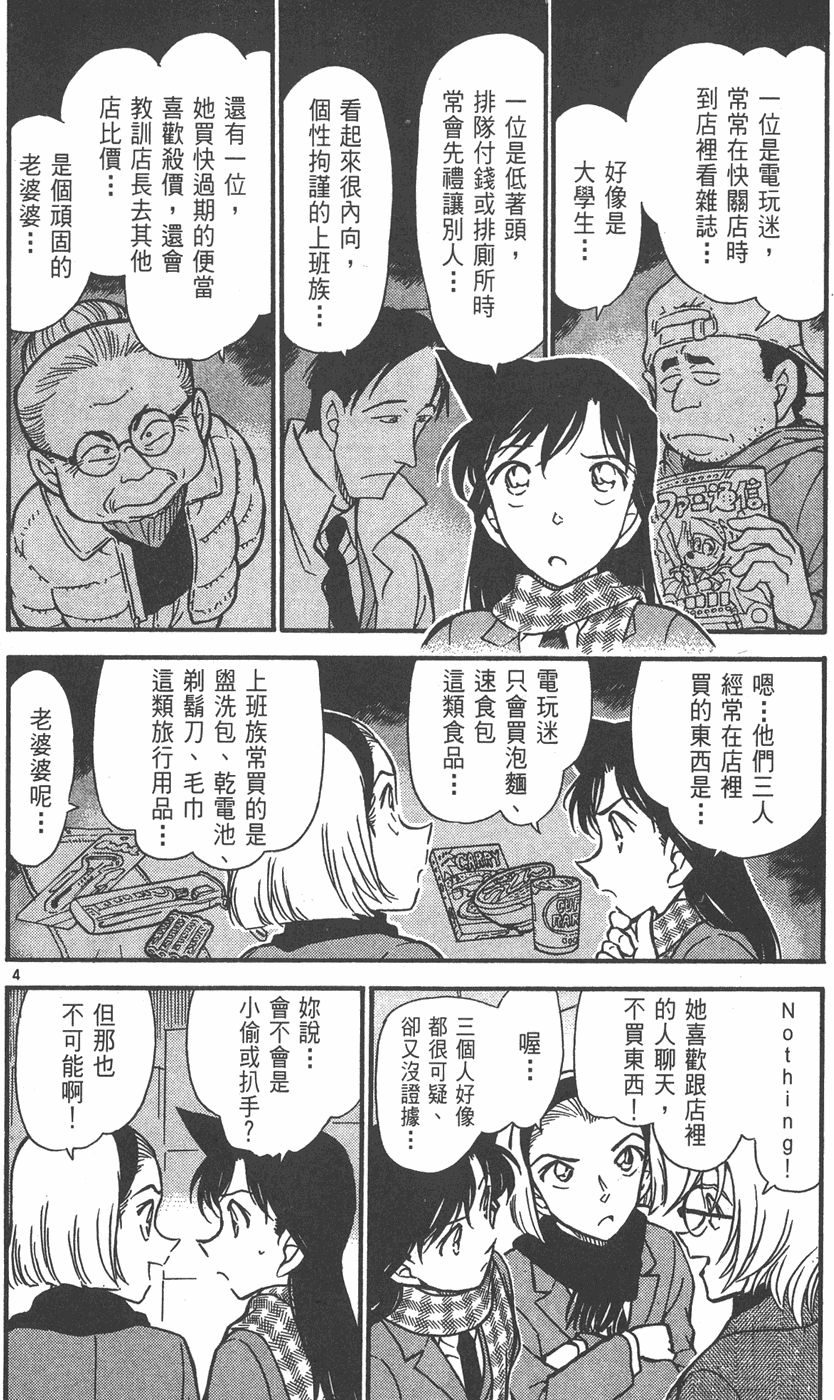 一位是電玩迷，
常常在快關店時
到店裡看雜誌…
好像是
大學生…
ファミ通信
一位是低著頭，
排隊付錢或排廁所時
常會先禮讓別人…
看起來很內向，
個性拘謹的上班族…
還有一位，
她買快過期的便當
喜歡殺價，還會
教訓店長去其他
店比價…
是個頑固的
老婆婆…
嗯…他們三人
經常在店裡
買的東西是…
電玩迷
只會買泡麵、
速食包
這類食品…
CURRY
CUP
RAM
上班族常買的是
盥洗包、乾電池、
剃鬍刀、毛巾
這類旅行用品…
老婆婆呢…
4
Nothing!
她喜歡跟店裡
的人聊天，
不買東西！
喔…
三個人好像
都很可疑、
卻又沒證據…
妳說…
會不會是
小偷或扒手？
但那也
不可能啊！